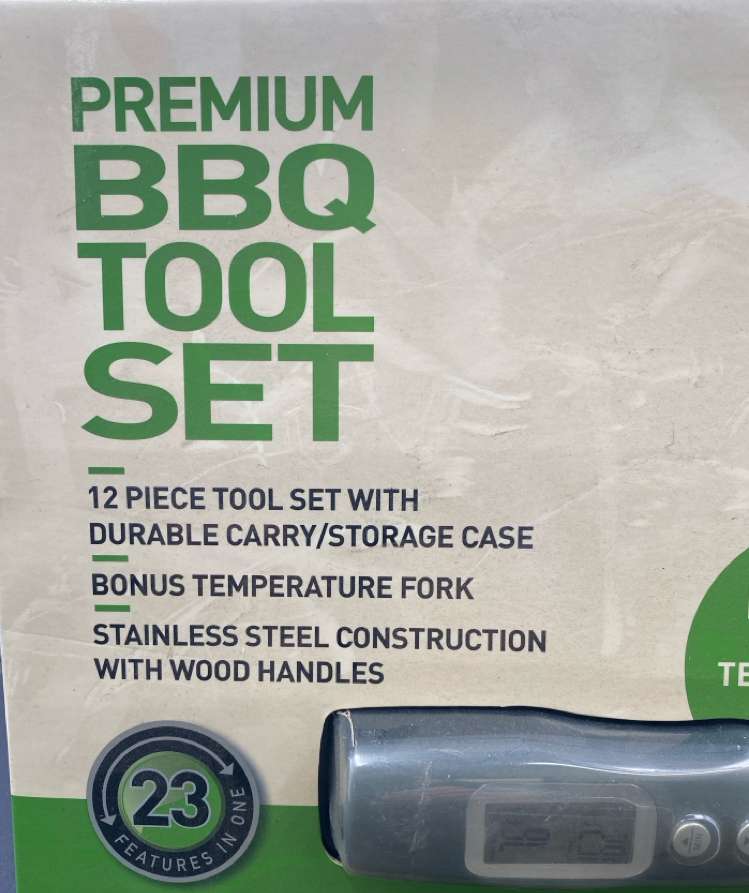 PREMIUM
BBQ
TOOL
SET
12 PIECE TOOL SET WITH
DURABLE CARRY/STORAGE CASE
BONUS TEMPERATURE FORK
STAINLESS STEEL CONSTRUCTION
WITH WOOD HANDLES
TE
23
FEATURES IN ONE